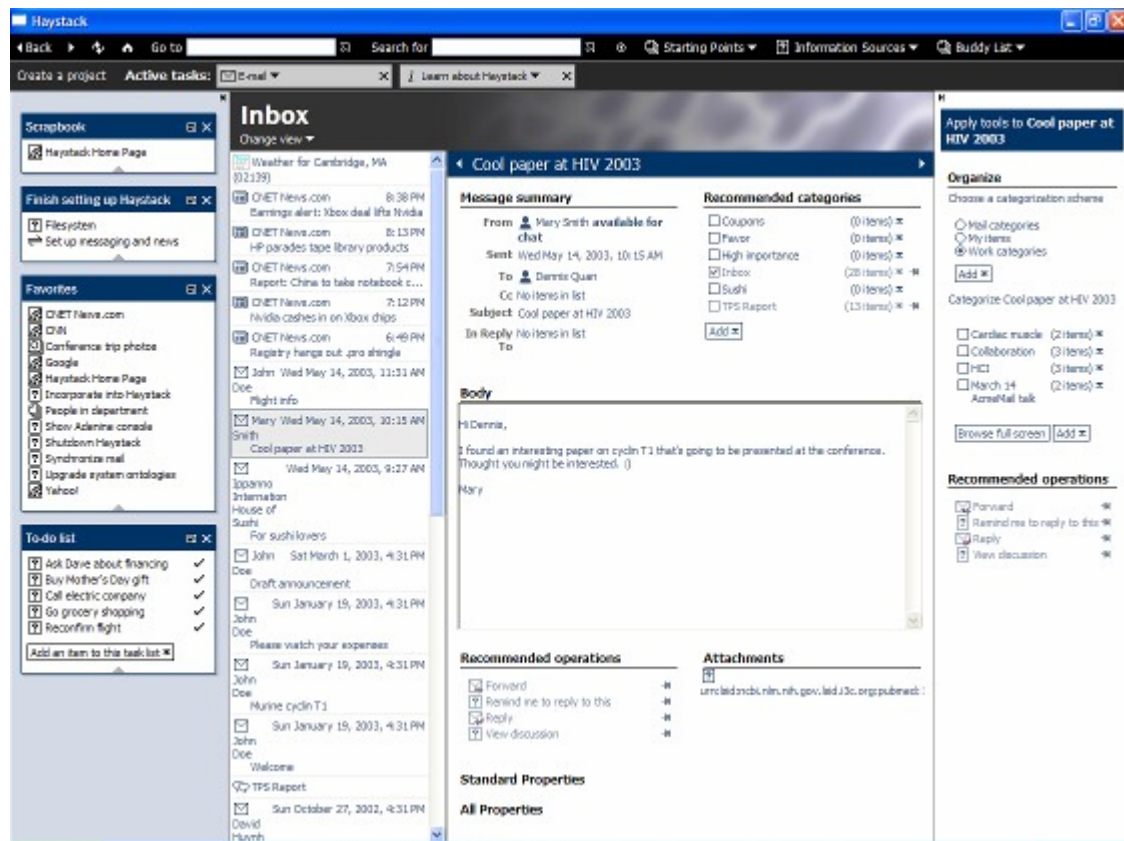 Haystack
Back Go to Search for Starting Points Information Sources Buddy List
Create a project Active tasks: E-mail Learn about Haystack
Scrapbook
Haystack Home Page
Finish setting up Haystack
Filesystem
Set up messaging and news
Favorites
CNET News.com
CNN
Conference trip photos
Google
Haystack Home Page
Incorporate into Haystack
People in department
Show Adenine console
Shutdown Haystack
Synchronize mail
Upgrade system ontologies
Yahoo!
To-do list
Ask Dave about financing
Buy Mother's Day gift
Call electric company
Go grocery shopping
Reconfirm flight
Add an item to this task list
Inbox
Change view
Weather for Cambridge, MA
(02139)
CNET News.com 8:38 PM
Earnings alert: Xbox deal lifts Nvidia
CNET News.com 8:13 PM
HP parades tape library products
CNET News.com 7:54 PM
Report: China to take notebook c...
CNET News.com 7:12 PM
Nvidia cashes in on Xbox chips
CNET News.com 6:49 PM
Registry hangs out .pro shingle
John Wed May 14, 2003, 11:31 AM
Doe
Flight info
Mary Wed May 14, 2003, 10:15 AM
Smith
Cool paper at HIV 2003
Wed May 14, 2003, 9:27 AM
Ippanno
Internation
House of
Sushi
For sushi lovers
John Sat March 1, 2003, 4:31 PM
Doe
Draft announcement
Sun January 19, 2003, 4:31 PM
John
Doe
Please watch your expenses
Sun January 19, 2003, 4:31 PM
John
Doe
Murine cyclin T1
Sun January 19, 2003, 4:31 PM
John
Doe
Welcome
TPS Report
Sun October 27, 2002, 4:31 PM
David
Huynh
Cool paper at HIV 2003
Message summary
From Mary Smith available for
chat
Sent Wed May 14, 2003, 10:15 AM
To Dennis Quan
Cc No items in list
Subject Cool paper at HIV 2003
In Reply No items in list
To
Recommended categories
Coupons (0 items)
Favor (0 items)
High importance (0 items)
Inbox (28 items)
Sushi (0 items)
TPS Report (13 items)
Add
Body
Hi Dennis,
I found an interesting paper on cyclin T1 that's going to be presented at the conference.
Thought you might be interested. :)
Mary
Recommended operations
Forward
Remind me to reply to this
Reply
View discussion
Attachments
Standard Properties
All Properties
Apply tools to Cool paper at
HIV 2003
Organize
Choose a categorization scheme
Mail categories
My items
Work categories
Add
Categorize Cool paper at HIV 2003
Cardiac muscle (2 items)
Collaboration (3 items)
HCI (3 items)
March 14 (2 items)
AcmeMail talk
Browse full screen Add
Recommended operations
Forward
Remind me to reply to this
Reply
View discussion